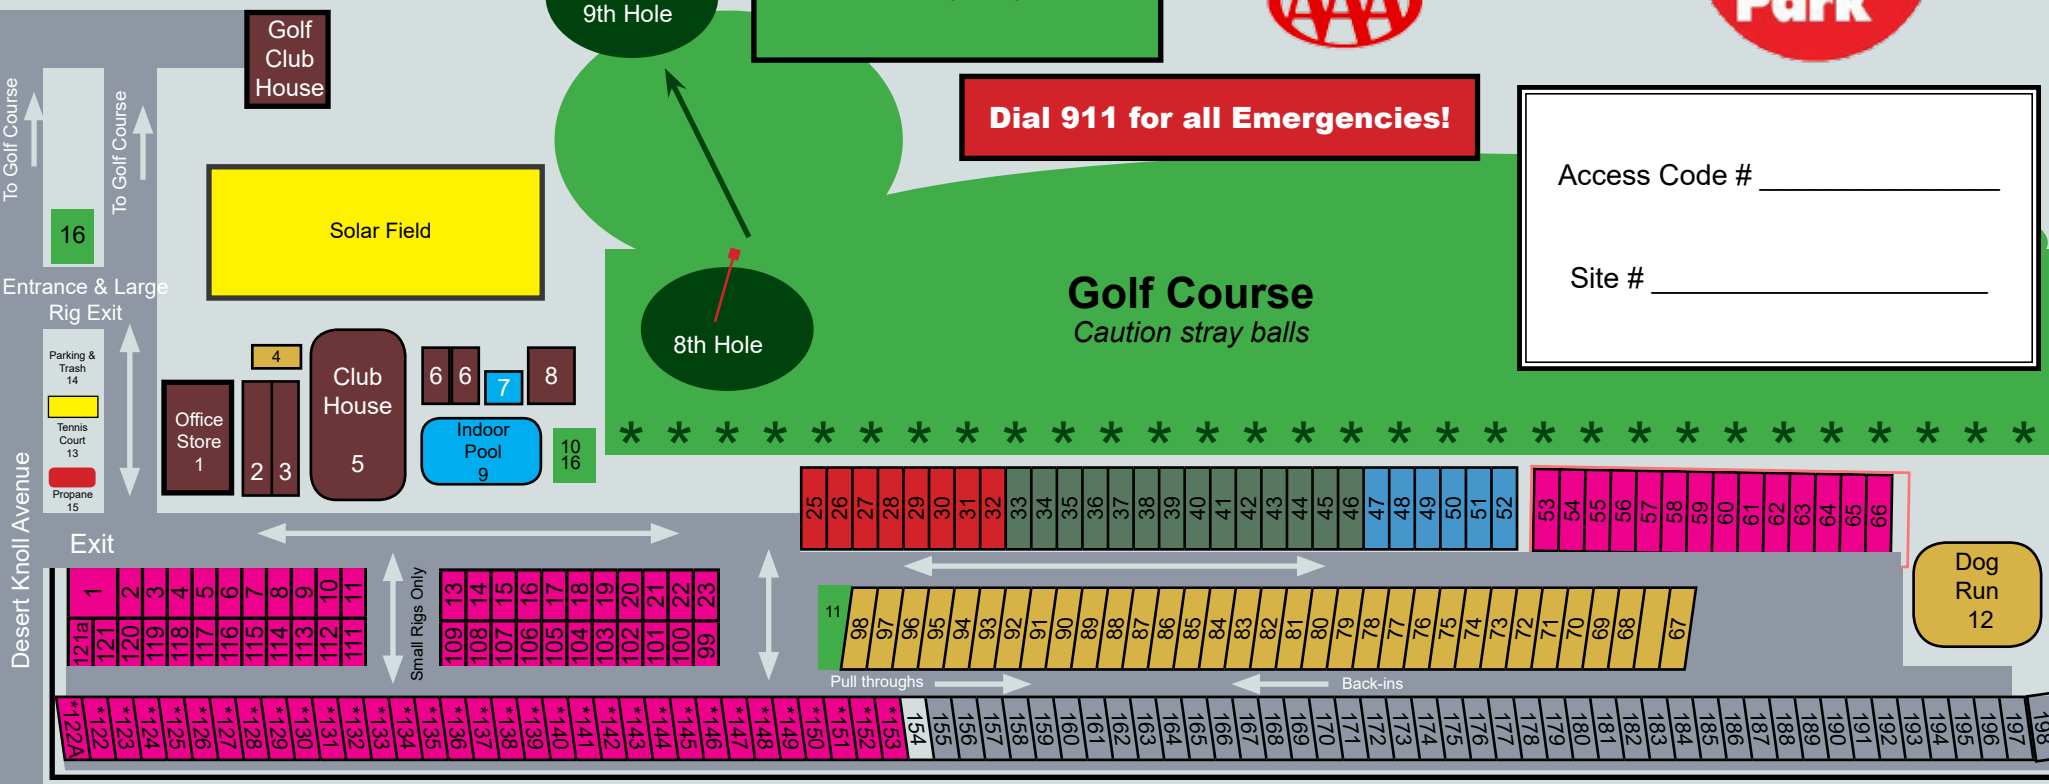 9th Hole
AAA
Park
Golf
Club
House
Dial 911 for all Emergencies!
To Golf Course
To Golf Course
Access Code #
Site #
16
Solar Field
Entrance & Large
Rig Exit
Golf Course
Caution stray balls
8th Hole
Parking &
Trash
14
Tennis
Court
13
Propane
15
4
Office
Store
1
2
3
Club
House
5
6
6
7
8
Indoor
Pool
9
10
16
* * * * * * * * * * * * * * * * * * * * * * * * * * * * * *
25 26 27 28 29 30 31 32 33 34 35 36 37 38 39 40 41 42 43 44 45 46 47 48 49 50 51 52
53 54 55 56 57 58 59 60 61 62 63 64 65 66
Desert Knoll Avenue
Exit
Dog
Run
12
1 2 3 4 5 6 7 8 9 10 11
121a 121 120 119 118 117 116 115 114 113 112 111
Small Rigs Only
13 14 15 16 17 18 19 20 21 22 23
109 108 107 106 105 104 103 102 101 100 99
11
98 97 96 95 94 93 92 91 90 89 88 87 86 85 84 83 82 81 80 79 78 77 76 75 74 73 72 71 70 69 68 67
Pull throughs
Back-ins
*122A *122 *123 *124 *125 *126 *127 *128 *129 *130 *131 *132 *133 *134 *135 *136 *137 *138 *139 *140 *141 *142 *143 *144 *145 *146 *147 *148 *149 *150 *151 *152 *153 154 155 156 157 158 159 160 161 162 163 164 165 166 167 168 169 170 171 172 173 174 175 176 177 178 179 180 181 182 183 184 185 186 187 188 189 190 191 192 193 194 195 196 197 198